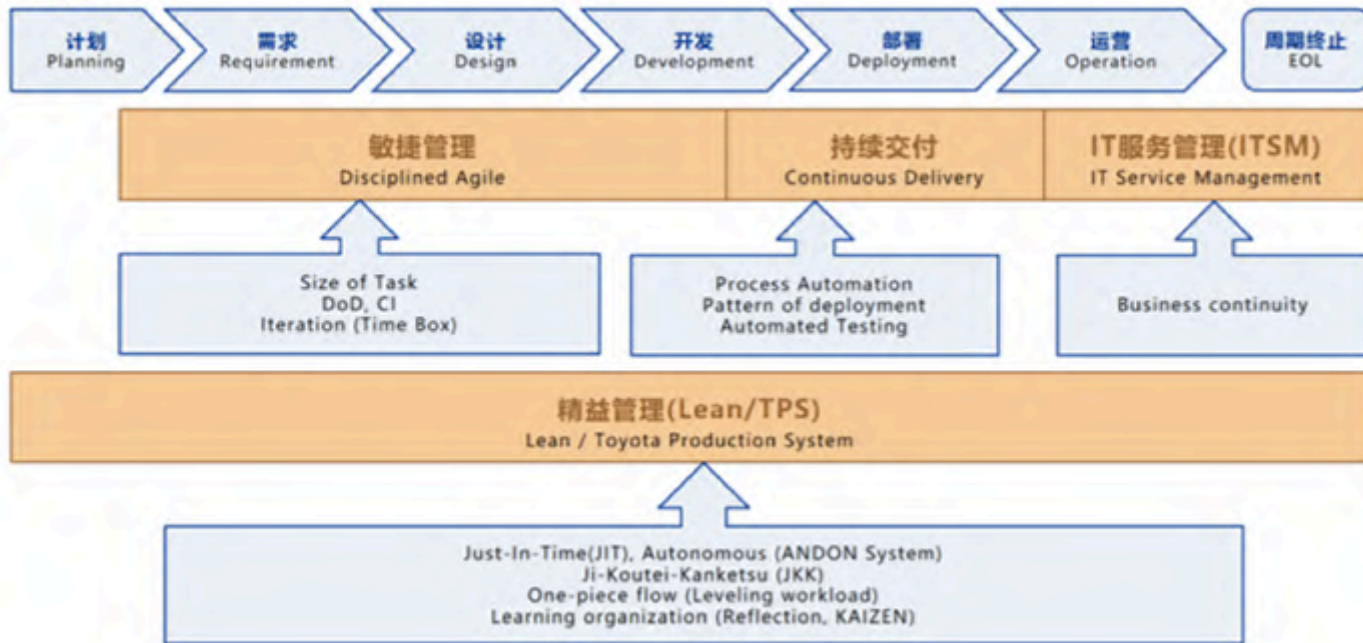 计划
Planning
需求
Requirement
设计
Design
开发
Development
部署
Deployment
运营
Operation
周期终止
EOL
敏捷管理
Disciplined Agile
持续交付
Continuous Delivery
IT服务管理(ITSM)
IT Service Management
Size of Task
DoD, CI
Iteration (Time Box)
Process Automation
Pattern of deployment
Automated Testing
Business continuity
精益管理(Lean/TPS)
Lean / Toyota Production System
Just-In-Time(JIT), Autonomous (ANDON System)
Ji-Koutei-Kanketsu (JKK)
One-piece flow (Leveling workload)
Learning organization (Reflection, KAIZEN)